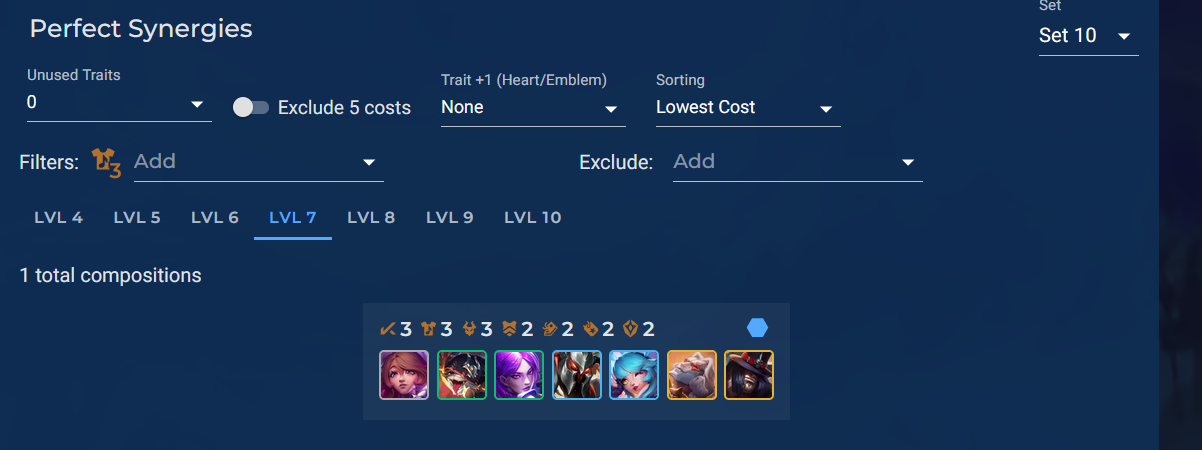 Perfect Synergies
Set
Set 10
Unused Traits
0
Exclude 5 costs
Trait +1 (Heart/Emblem)
None
Sorting
Lowest Cost
Filters: 3 Add
Exclude: Add
LVL 4 LVL 5 LVL 6 LVL 7 LVL 8 LVL 9 LVL 10
1 total compositions
3 3 3 2 2 2 2